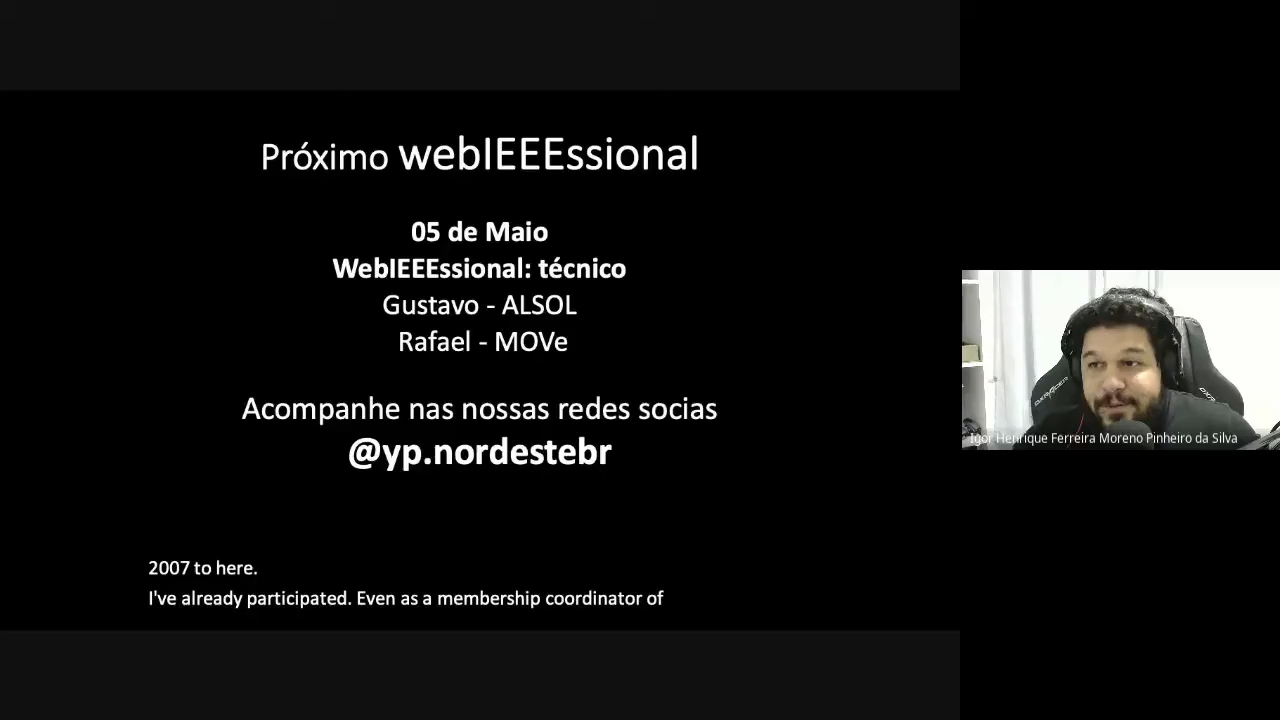 Próximo webIEEEssional
05 de Maio
WebIEEEssional: técnico
Gustavo - ALSOL
Rafael - MOVe
Acompanhe nas nossas redes socias
@yp.nordestebr
2007 to here.
I've already participated. Even as a membership coordinator of
Igor Henrique Ferreira Moreno Pinheiro da Silva